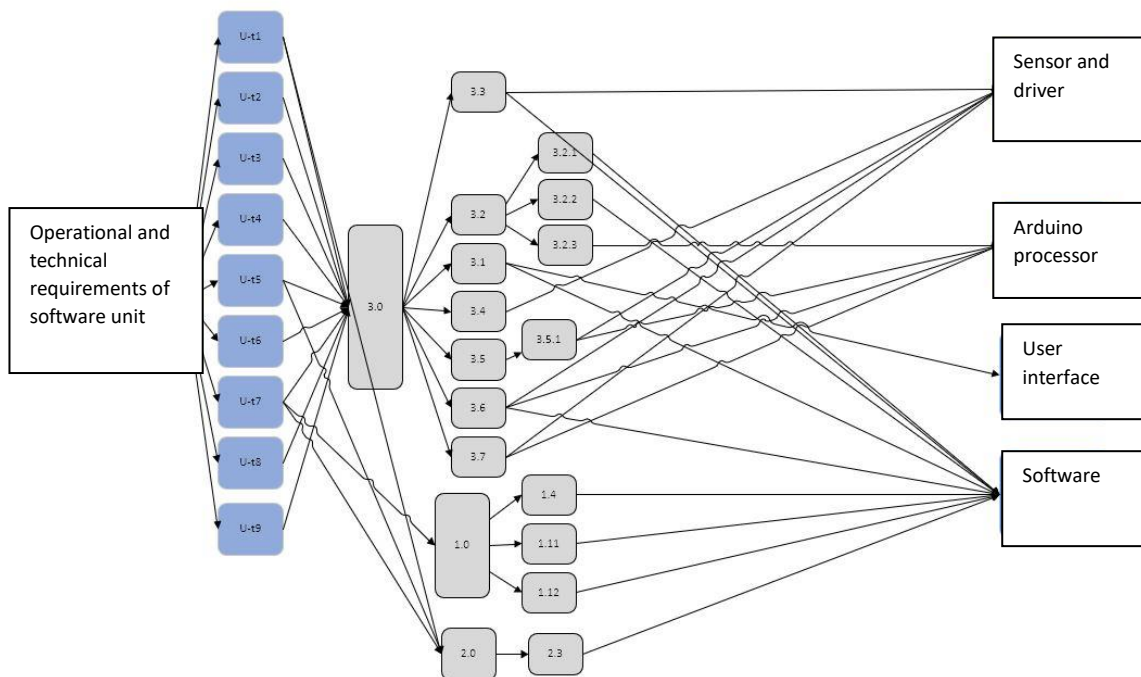 Operational and
technical
requirements of
software unit
U-t1
U-t2
U-t3
U-t4
U-t5
U-t6
U-t7
U-t8
U-t9
3.0
1.0
2.0
3.3
3.2
3.1
3.4
3.5
3.6
3.7
3.2.1
3.2.2
3.2.3
3.5.1
1.4
1.11
1.12
2.3
Sensor and
driver
Arduino
processor
User
interface
Software